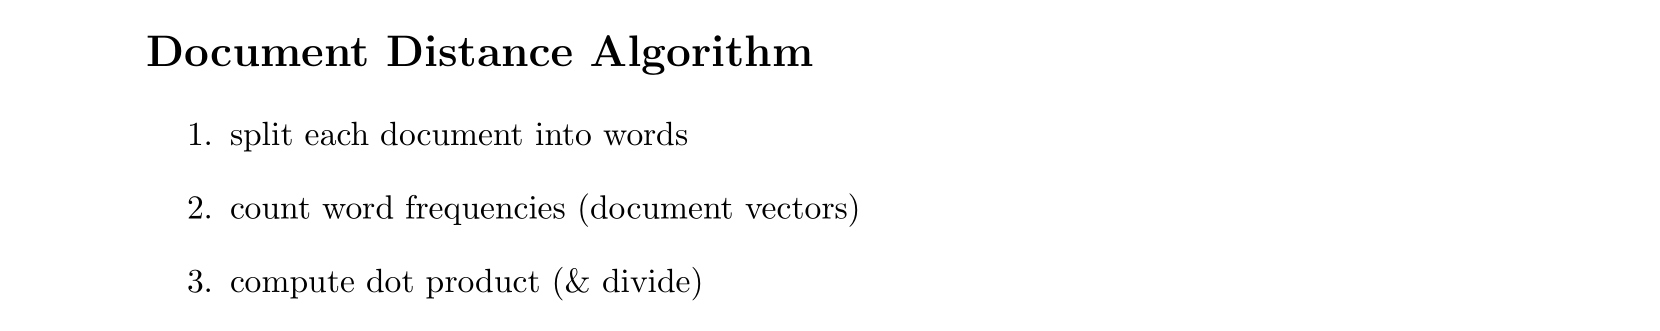 Document Distance Algorithm
1. split each document into words
2. count word frequencies (document vectors)
3. compute dot product (& divide)